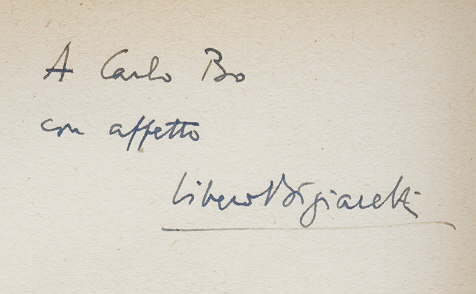 A Carlo Bo
con affetto
Libero Bigiaretti